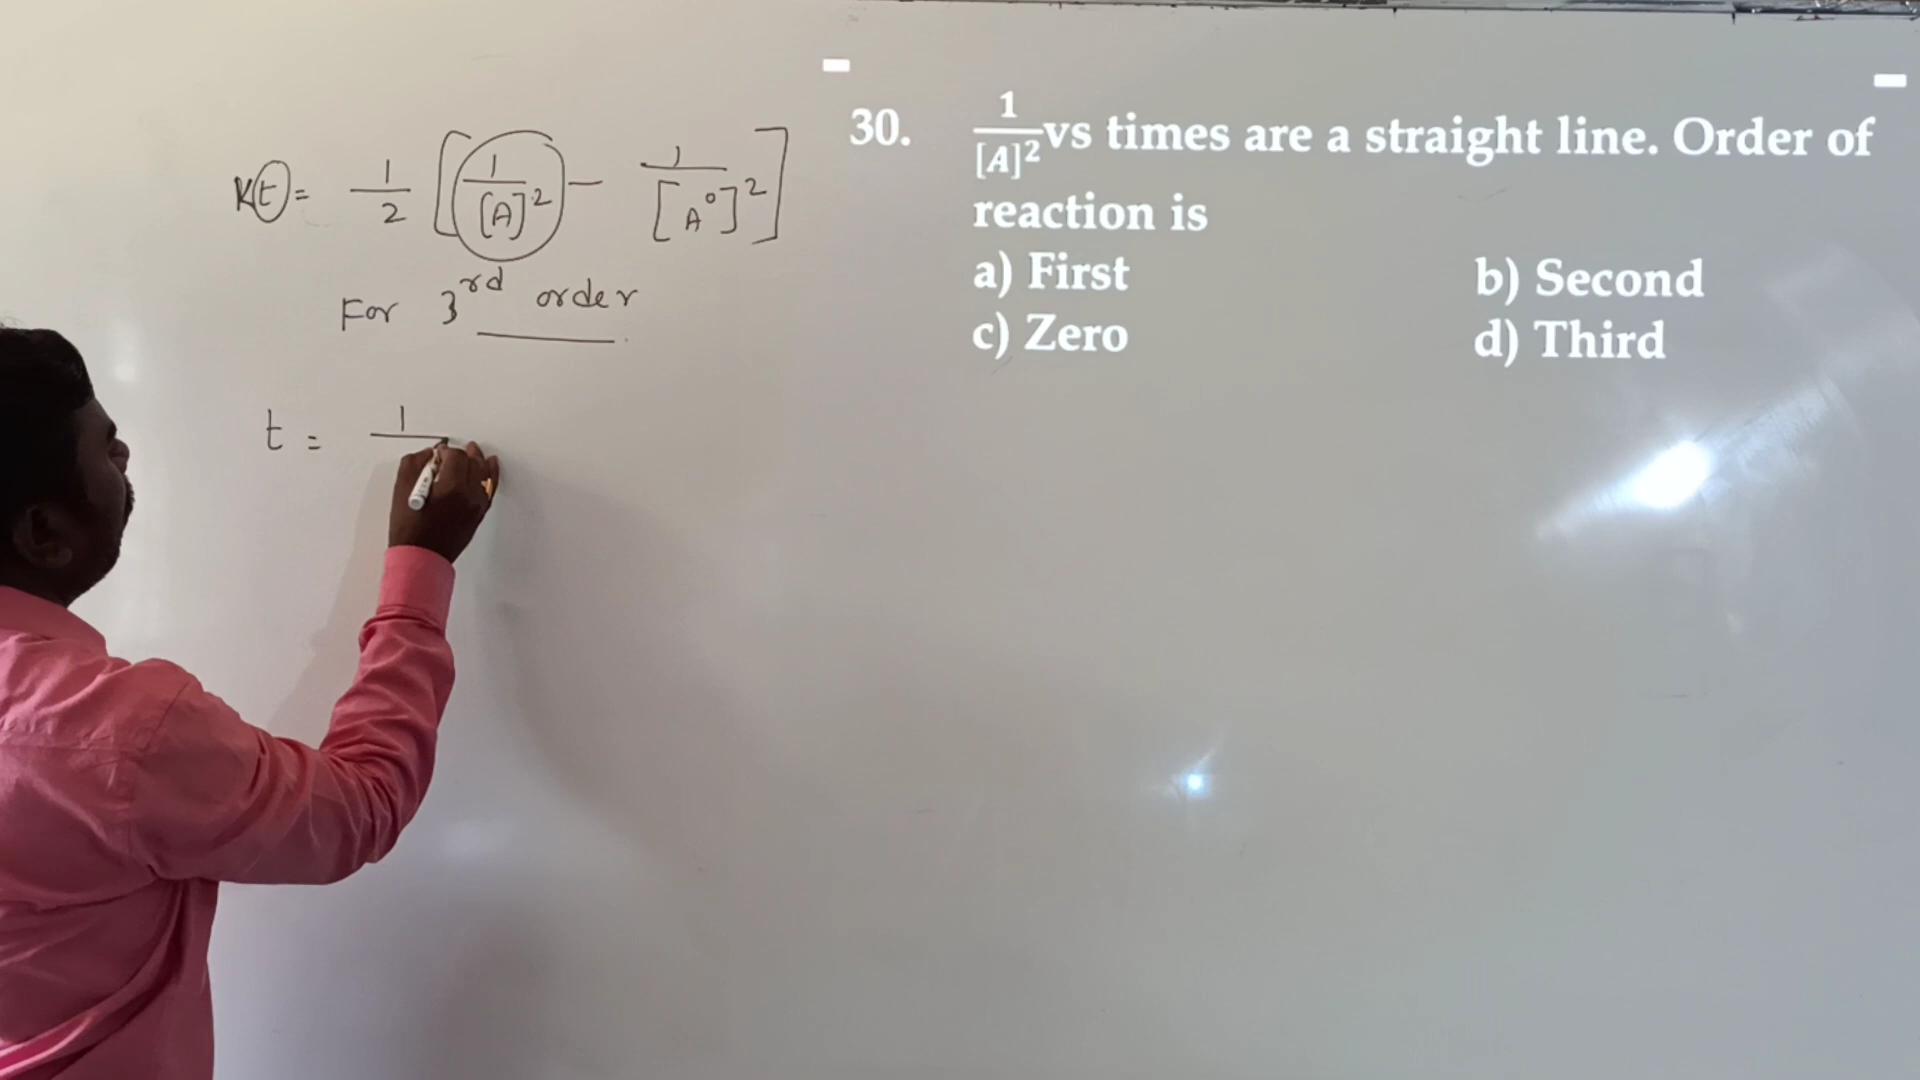 Kt = 1/2 [ 1/[A]² − 1/[A°]² ]
For 3rd order
t = 1
30. 1/[A]² vs times are a straight line. Order of
reaction is
a) First b) Second
c) Zero d) Third